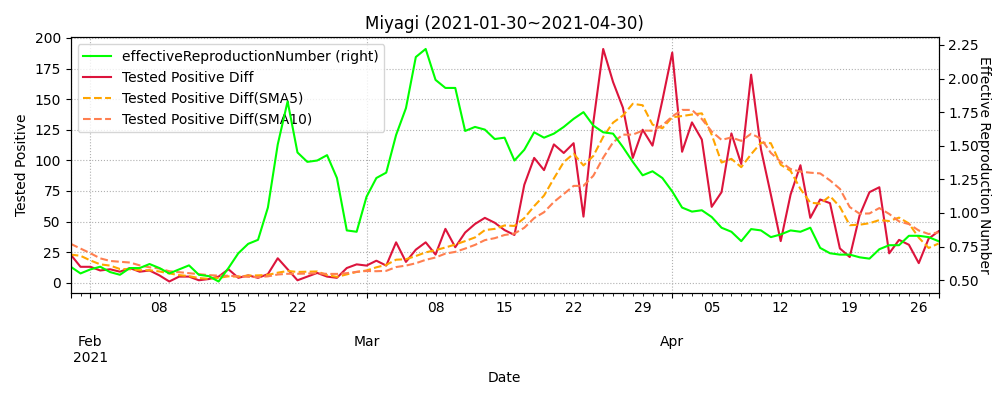 Miyagi (2021-01-30~2021-04-30)
effectiveReproductionNumber (right)
Tested Positive Diff
Tested Positive Diff(SMA5)
Tested Positive Diff(SMA10)
Tested Positive
200
175
150
125
100
75
50
25
0
2.25
2.00
1.75
1.50
1.25
1.00
0.75
0.50
Effective Reproduction Number
08 15 22 08 15 22 29 05 12 19 26
Feb Mar Apr
2021
Date